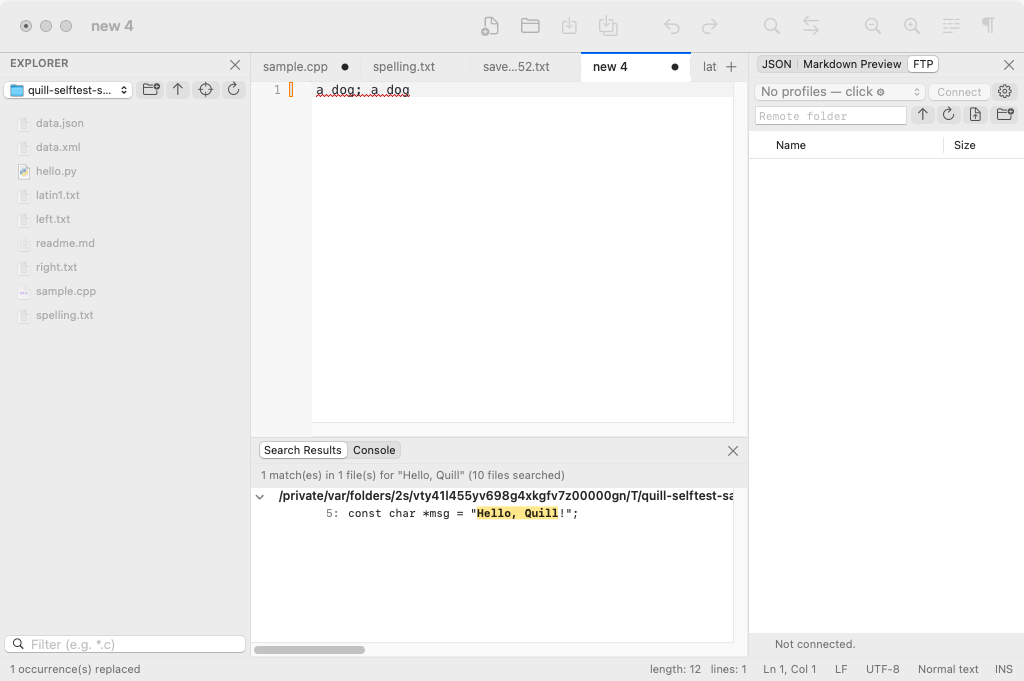 new 4
EXPLORER
quill-selftest-s...
data.json
data.xml
hello.py
latin1.txt
left.txt
readme.md
right.txt
sample.cpp
spelling.txt
Filter (e.g. *.c)
sample.cpp
spelling.txt
save...52.txt
new 4
lat
1 a dog; a dog
Search Results Console
1 match(es) in 1 file(s) for "Hello, Quill" (10 files searched)
/private/var/folders/2s/vty41l455yv698g4xkgfv7z00000gn/T/quill-selftest-sa
5: const char *msg = "Hello, Quill!";
JSON Markdown Preview FTP
No profiles — click ⚙
Connect
Remote folder
Name Size
Not connected.
1 occurrence(s) replaced
length: 12 lines: 1 Ln 1, Col 1 LF UTF-8 Normal text INS